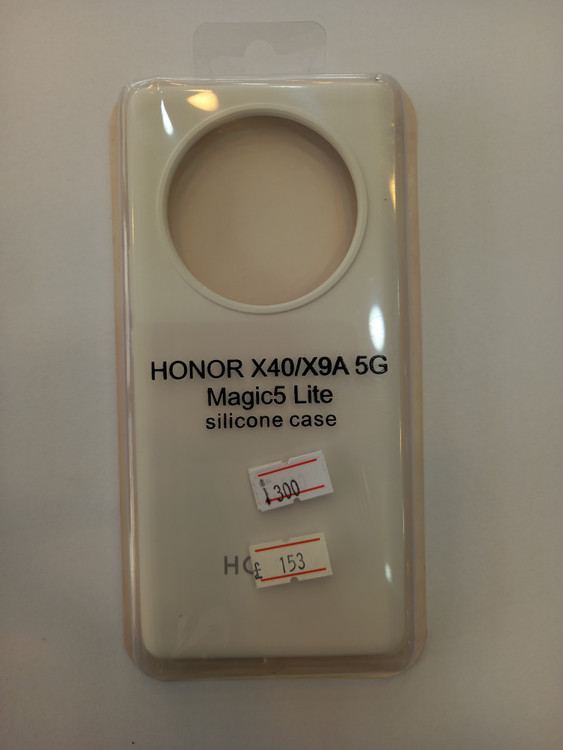 HONOR X40/X9A 5G
Magic5 Lite
silicone case
300
£ 153